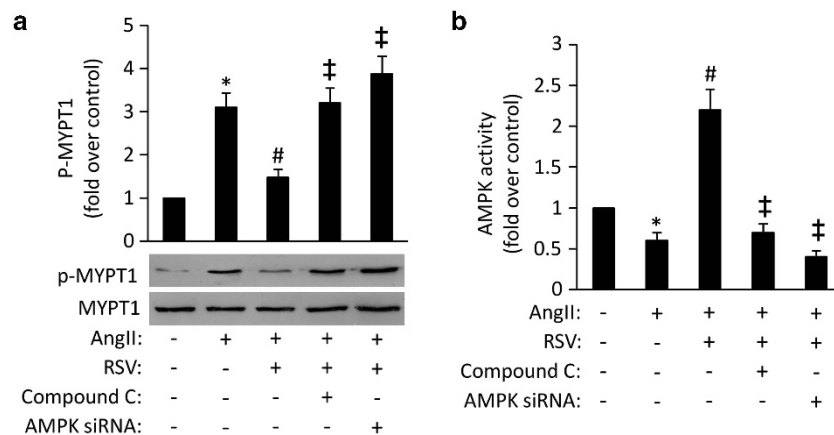 a
P-MYPT1
(fold over control)
5
4
3
2
1
0
*
#
‡
‡
p-MYPT1
MYPT1
AngII: - + + + +
RSV: - - + + +
Compound C: - - - + -
AMPK siRNA: - - - - +
b
AMPK activity
(fold over control)
3
2.5
2
1.5
1
0.5
0
*
#
‡
‡
AngII: - + + + +
RSV: - - + + +
Compound C: - - - + -
AMPK siRNA: - - - - +